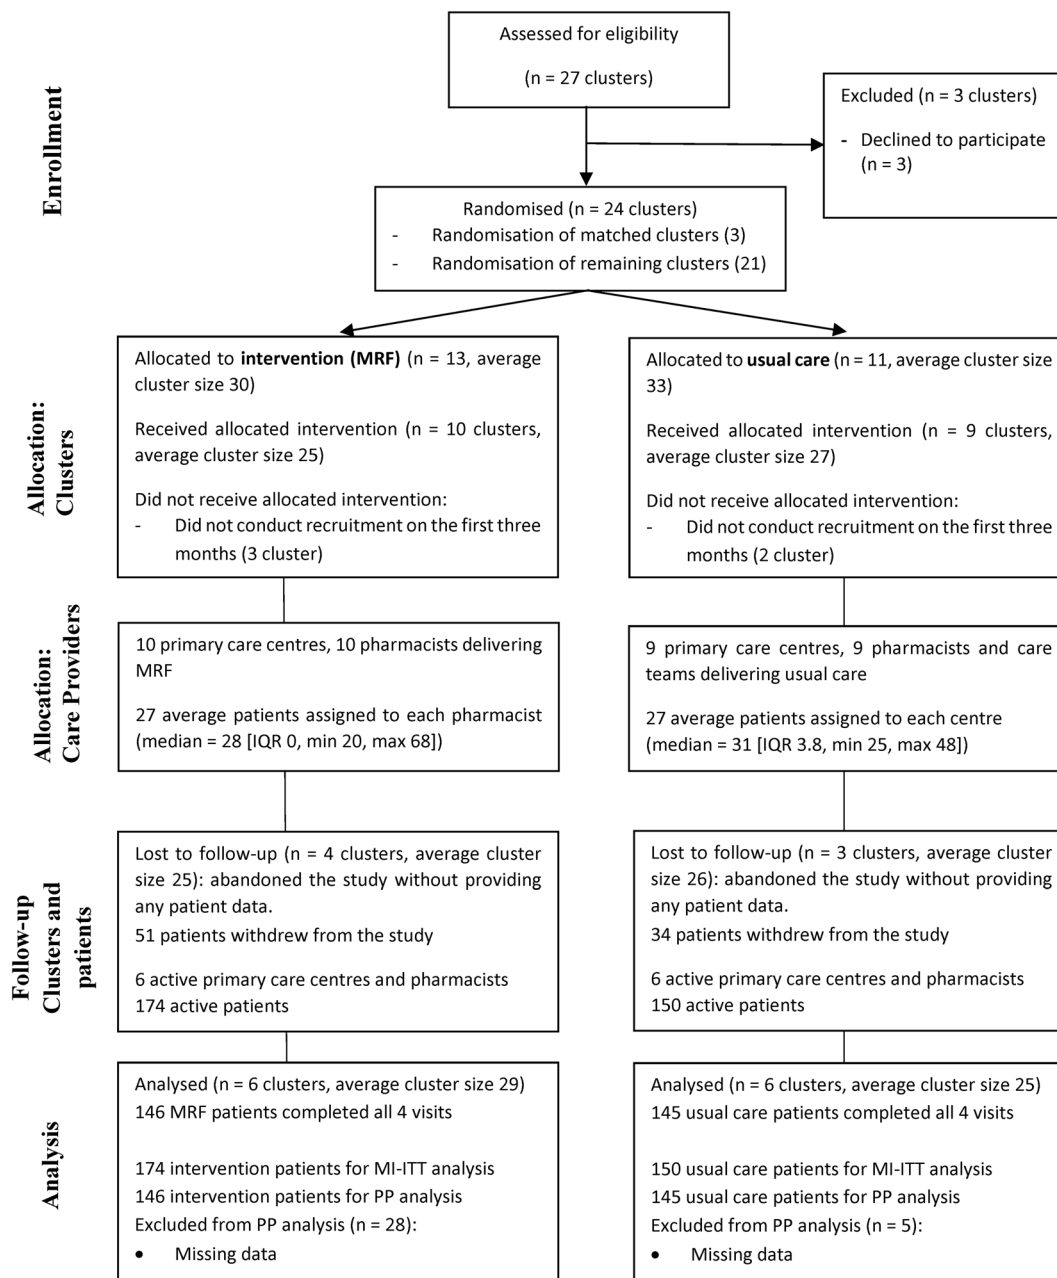 Enrollment
Assessed for eligibility
(n = 27 clusters)
Excluded (n = 3 clusters)
- Declined to participate
(n = 3)
Randomised (n = 24 clusters)
- Randomisation of matched clusters (3)
- Randomisation of remaining clusters (21)
Allocation:
Clusters
Allocated to intervention (MRF) (n = 13, average
cluster size 30)
Received allocated intervention (n = 10 clusters,
average cluster size 25)
Did not receive allocated intervention:
- Did not conduct recruitment on the first three
months (3 cluster)
Allocated to usual care (n = 11, average cluster size
33)
Received allocated intervention (n = 9 clusters,
average cluster size 27)
Did not receive allocated intervention:
- Did not conduct recruitment on the first three
months (2 cluster)
Allocation:
Care Providers
10 primary care centres, 10 pharmacists delivering
MRF
27 average patients assigned to each pharmacist
(median = 28 [IQR 0, min 20, max 68])
9 primary care centres, 9 pharmacists and care
teams delivering usual care
27 average patients assigned to each centre
(median = 31 [IQR 3.8, min 25, max 48])
Follow-up
Clusters and
patients
Lost to follow-up (n = 4 clusters, average cluster
size 25): abandoned the study without providing
any patient data.
51 patients withdrew from the study
6 active primary care centres and pharmacists
174 active patients
Lost to follow-up (n = 3 clusters, average cluster
size 26): abandoned the study without providing
any patient data.
34 patients withdrew from the study
6 active primary care centres and pharmacists
150 active patients
Analysis
Analysed (n = 6 clusters, average cluster size 29)
146 MRF patients completed all 4 visits
174 intervention patients for MI-ITT analysis
146 intervention patients for PP analysis
Excluded from PP analysis (n = 28):
• Missing data
Analysed (n = 6 clusters, average cluster size 25)
145 usual care patients completed all 4 visits
150 usual care patients for MI-ITT analysis
145 usual care patients for PP analysis
Excluded from PP analysis (n = 5):
• Missing data